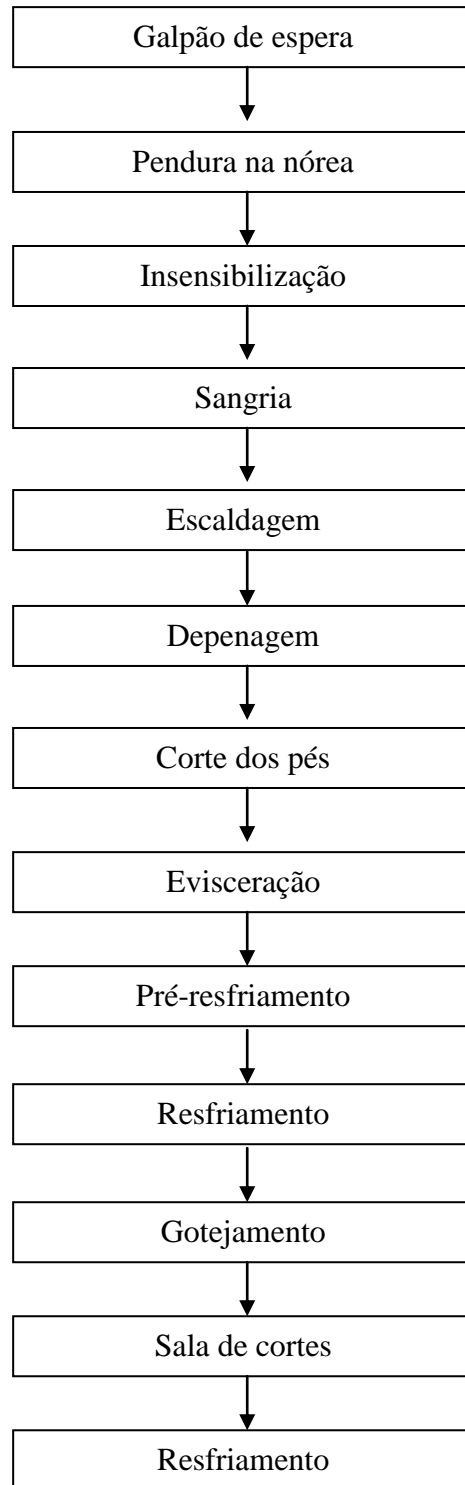 Galpão de espera
Pendura na nórea
Insensibilização
Sangria
Escaldagem
Depenagem
Corte dos pés
Evisceração
Pré-resfriamento
Resfriamento
Gotejamento
Sala de cortes
Resfriamento